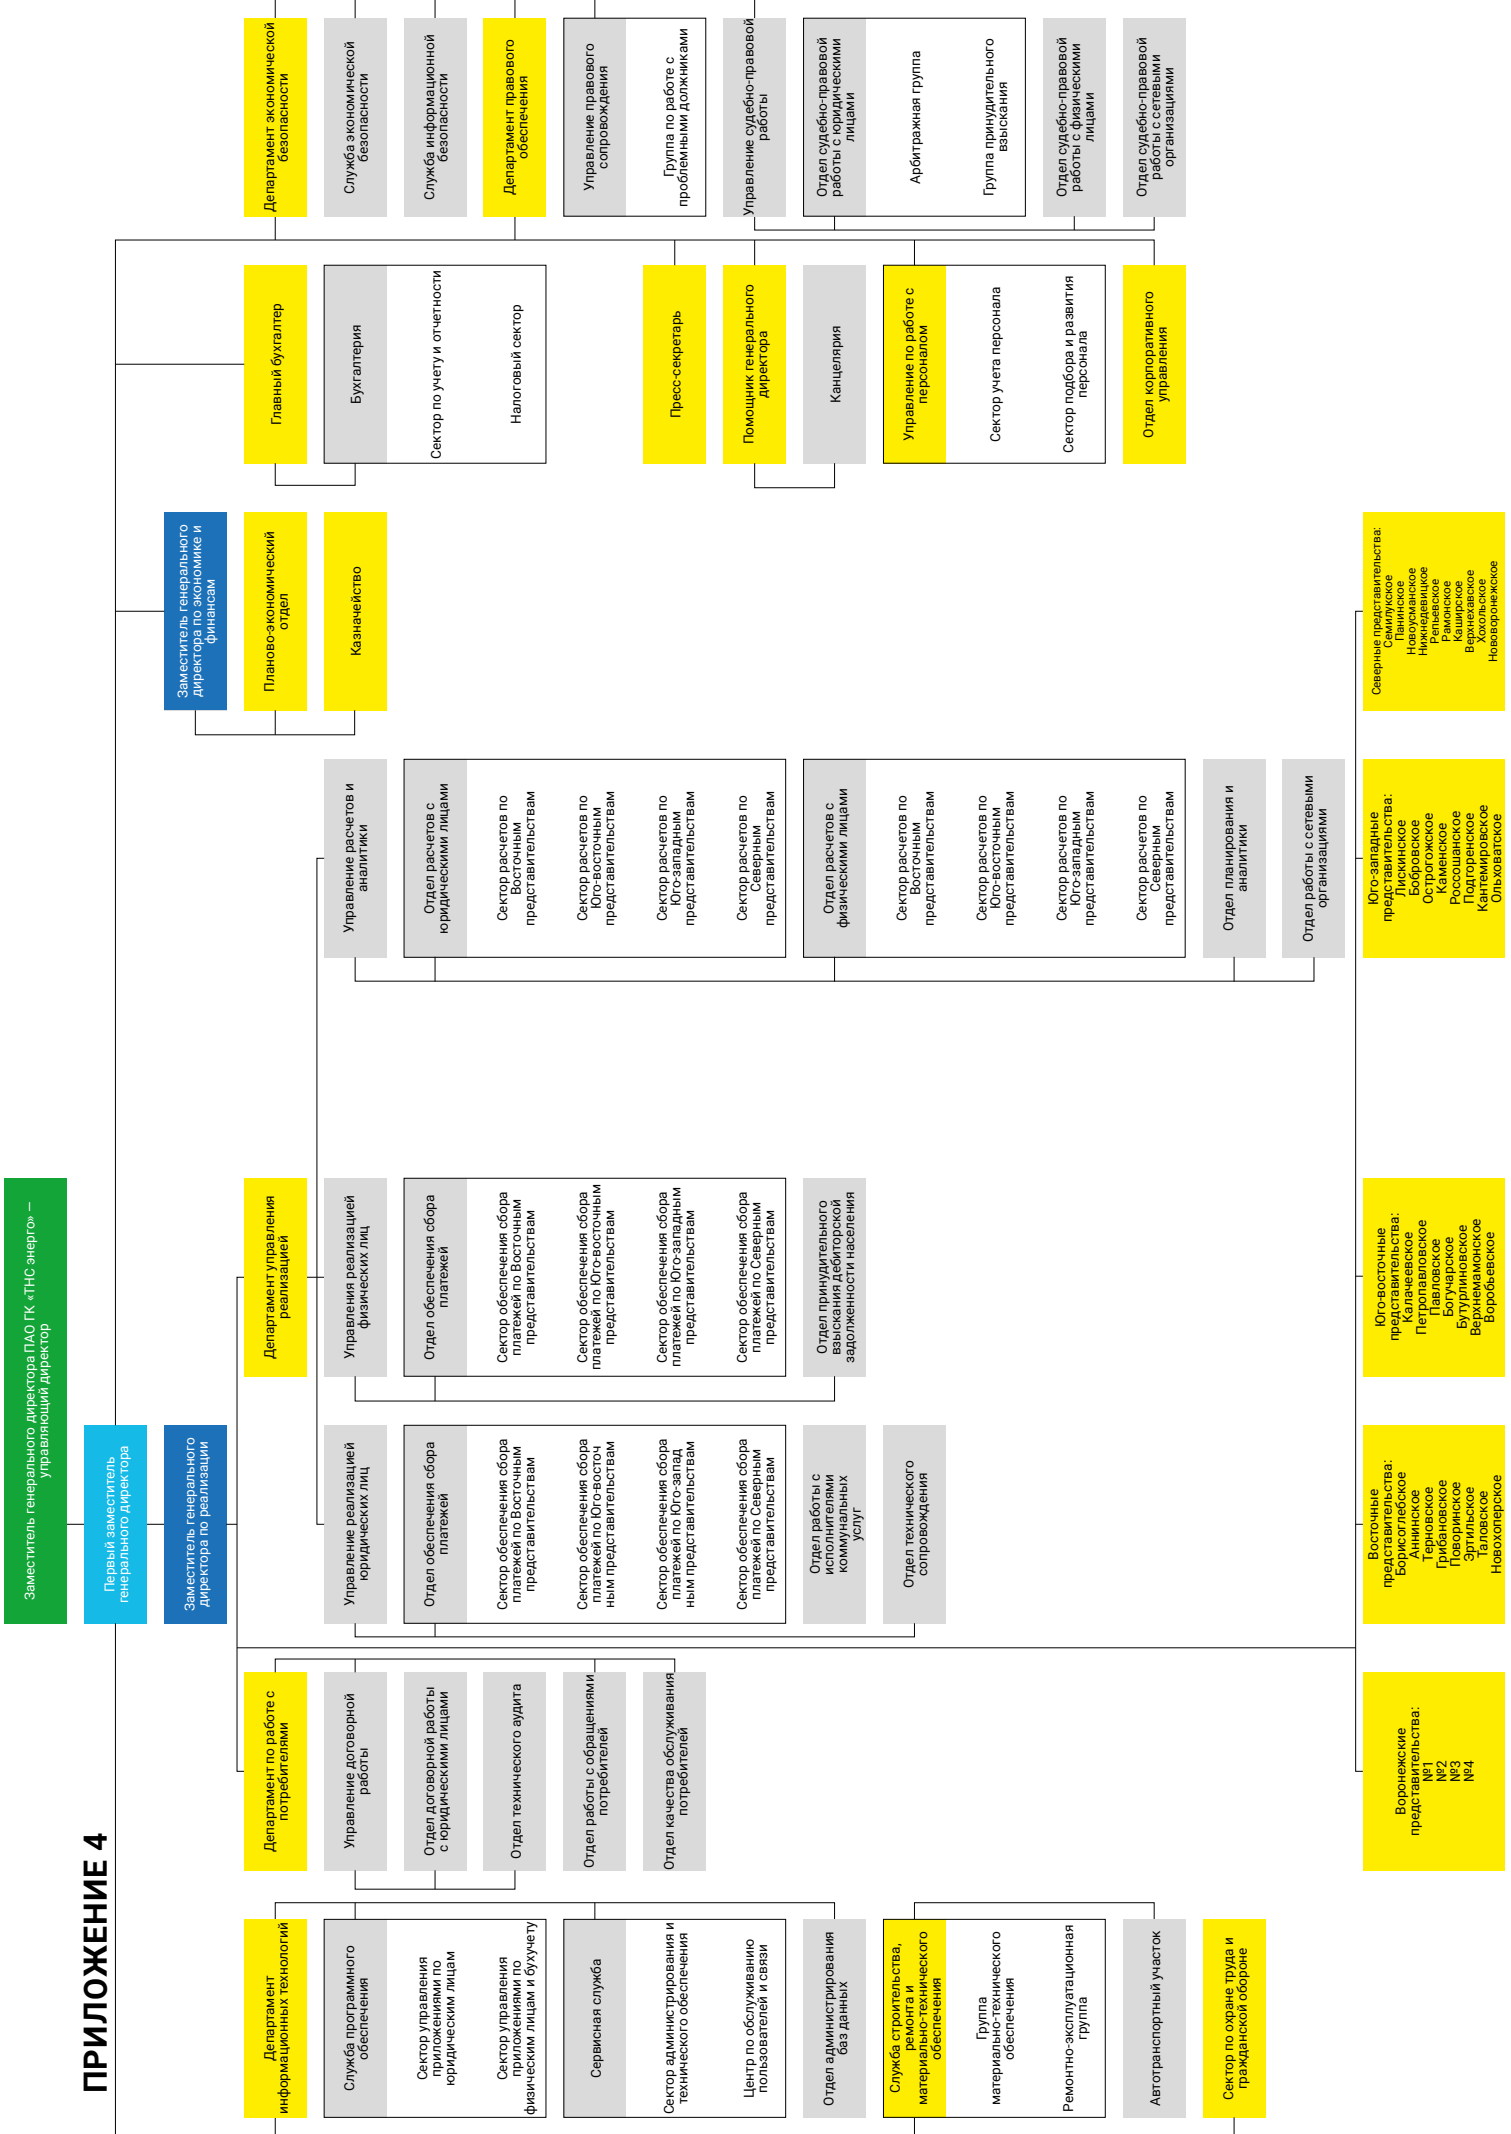 ПРИЛОЖЕНИЕ 4
Заместитель генерального директора ПАО ГК «ТНС энерго» —
управляющий директор
Первый заместитель
генерального директора
Заместитель генерального
директора по реализации
Заместитель генерального
директора по экономике и
финансам
Департамент
информационных технологий
Служба программного
обеспечения
Сектор управления
приложениями по
юридическим лицам
Сектор управления
приложениями по
физическим лицам и бухучету
Сервисная служба
Сектор администрирования и
технического обеспечения
Центр по обслуживанию
пользователей и связи
Отдел администрирования
баз данных
Служба строительства,
ремонта и
материально-технического
обеспечения
Группа
материально-технического
обеспечения
Ремонтно-эксплуатационная
группа
Автотранспортный участок
Сектор по охране труда и
гражданской обороне
Департамент по работе с
потребителями
Управление договорной
работы
Отдел договорной работы
с юридическими лицами
Отдел технического аудита
Отдел работы с обращениями
потребителей
Отдел качества обслуживания
потребителей
Воронежские
представительства:
№1
№2
№3
№4
Управление реализацией
юридических лиц
Отдел обеспечения сбора
платежей
Сектор обеспечения сбора
платежей по Восточным
представительствам
Сектор обеспечения сбора
платежей по Юго-восточ
ным представительствам
Сектор обеспечения сбора
платежей по Юго-запад
ным представительствам
Сектор обеспечения сбора
платежей по Северным
представительствам
Отдел работы с
исполнителями
коммунальных
услуг
Отдел технического
сопровождения
Восточные
представительства:
Борисоглебское
Аннинское
Терновское
Грибановское
Поворинское
Эртильское
Таловское
Новохоперское
Департамент управления
реализацией
Управления реализацией
физических лиц
Отдел обеспечения сбора
платежей
Сектор обеспечения сбора
платежей по Восточным
представительствам
Сектор обеспечения сбора
платежей по Юго-восточным
представительствам
Сектор обеспечения сбора
платежей по Юго-западным
представительствам
Сектор обеспечения сбора
платежей по Северным
представительствам
Отдел принудительного
взыскания дебиторской
задолженности населения
Юго-восточные
представительства:
Калачеевское
Петропавловское
Павловское
Богучарское
Бутурлиновское
Верхнемамонское
Воробьевское
Управление расчетов и
аналитики
Отдел расчетов с
юридическими лицами
Сектор расчетов по
Восточным
представительствам
Сектор расчетов по
Юго-восточным
представительствам
Сектор расчетов по
Юго-западным
представительствам
Сектор расчетов по
Северным
представительствам
Отдел расчетов с
физическими лицами
Сектор расчетов по
Восточным
представительствам
Сектор расчетов по
Юго-восточным
представительствам
Сектор расчетов по
Юго-западным
представительствам
Сектор расчетов по
Северным
представительствам
Отдел планирования и
аналитики
Отдел работы с сетевыми
организациями
Юго-западные
представительства:
Лискинское
Бобровское
Острогожское
Каменское
Россошанское
Подгоренское
Кантемировское
Ольховатское
Планово-экономический
отдел
Казначейство
Северные представительства:
Семилукское
Панинское
Новоусманское
Нижнедевицкое
Репьевское
Рамонское
Каширское
Верхнехавское
Хохольское
Нововоронежское
Главный бухгалтер
Бухгалтерия
Сектор по учету и отчетности
Налоговый сектор
Пресс-секретарь
Помощник генерального
директора
Канцелярия
Управление по работе с
персоналом
Сектор учета персонала
Сектор подбора и развития
персонала
Отдел корпоративного
управления
Департамент экономической
безопасности
Служба экономической
безопасности
Служба информационной
безопасности
Департамент правового
обеспечения
Управление правового
сопровождения
Группа по работе с
проблемными должниками
Управление судебно-правовой
работы
Отдел судебно-правовой
работы с юридическими
лицами
Арбитражная группа
Группа принудительного
взыскания
Отдел судебно-правовой
работы с физическими
лицами
Отдел судебно-правовой
работы с сетевыми
организациями